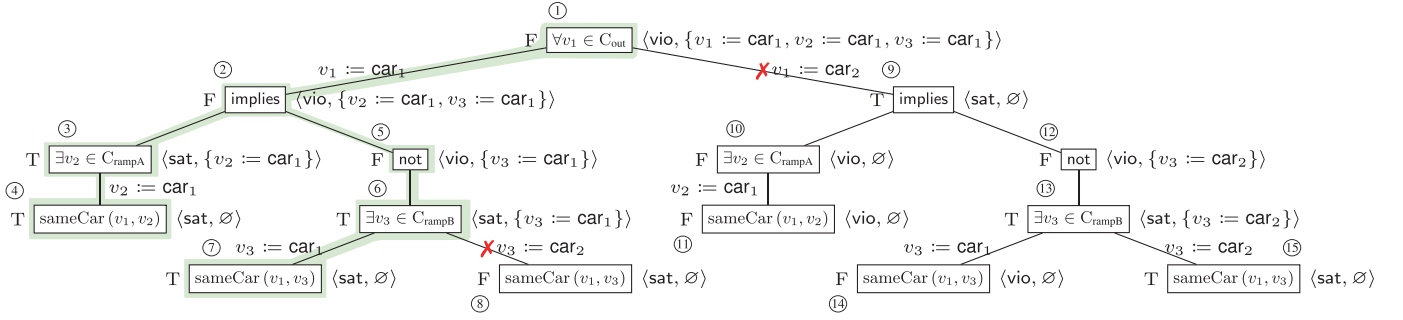 ①
F ∀v₁ ∈ C_out ⟨vio, {v₁ := car₁, v₂ := car₁, v₃ := car₁}⟩
v₁ := car₁ ✗ v₁ := car₂
② ⑨
F implies ⟨vio, {v₂ := car₁, v₃ := car₁}⟩ T implies ⟨sat, ∅⟩
③ ⑤ ⑩ ⑫
T ∃v₂ ∈ C_rampA ⟨sat, {v₂ := car₁}⟩ F not ⟨vio, {v₃ := car₁}⟩ F ∃v₂ ∈ C_rampA ⟨vio, ∅⟩ F not ⟨vio, {v₃ := car₂}⟩
④ v₂ := car₁ ⑥ v₂ := car₁ ⑬
T sameCar (v₁, v₂) ⟨sat, ∅⟩ T ∃v₃ ∈ C_rampB ⟨sat, {v₃ := car₁}⟩ F sameCar (v₁, v₂) ⟨vio, ∅⟩ T ∃v₃ ∈ C_rampB ⟨sat, {v₃ := car₂}⟩
⑦ v₃ := car₁ ✗ v₃ := car₂ ⑪ v₃ := car₁ v₃ := car₂ ⑮
T sameCar (v₁, v₃) ⟨sat, ∅⟩ F sameCar (v₁, v₃) ⟨sat, ∅⟩ F sameCar (v₁, v₃) ⟨vio, ∅⟩ T sameCar (v₁, v₃) ⟨sat, ∅⟩
⑧ ⑭